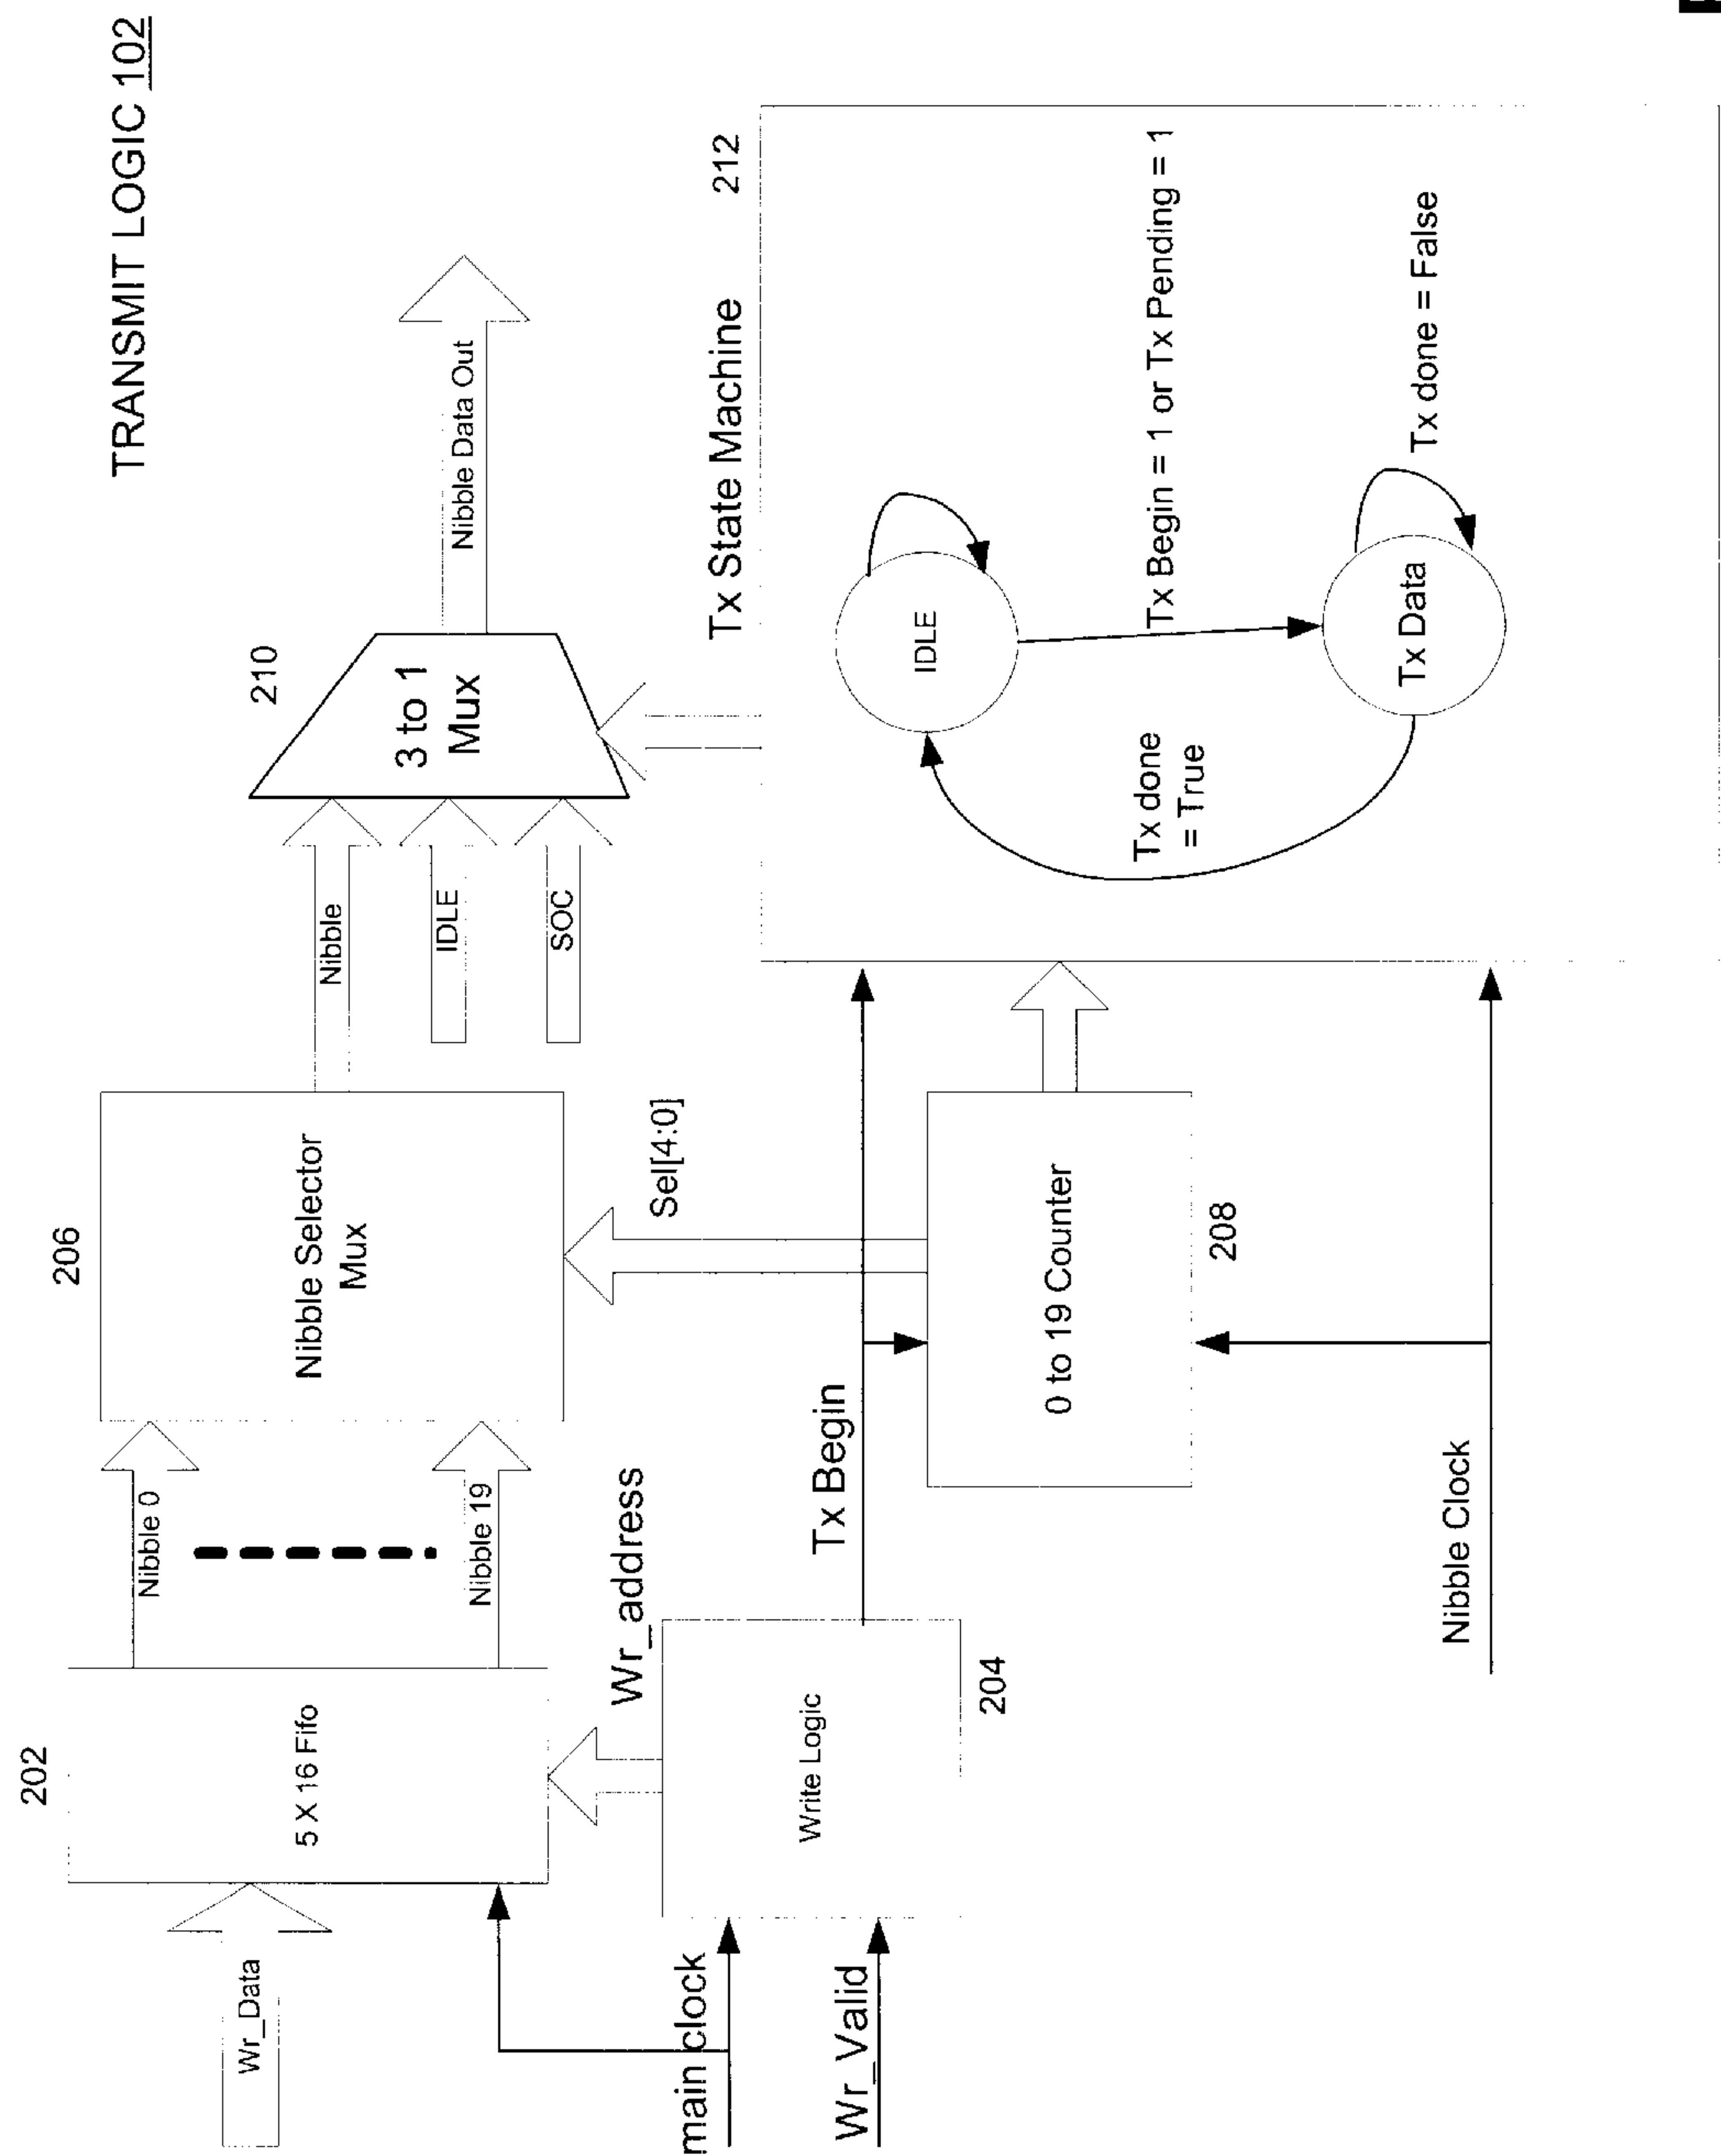 TRANSMIT LOGIC 102
202
206
210
Wr_Data
5 X 16 Fifo
Nibble 0
Nibble 19
Nibble Selector
Mux
Nibble
IDLE
SOC
3 to 1
Mux
Nibble Data Out
Wr_address
Sel[4:0]
main clock
Wr_Valid
Write Logic
204
Tx Begin
0 to 19 Counter
208
Nibble Clock
Tx State Machine
212
IDLE
Tx Begin = 1 or Tx Pending = 1
Tx done
= True
Tx Data
Tx done = False